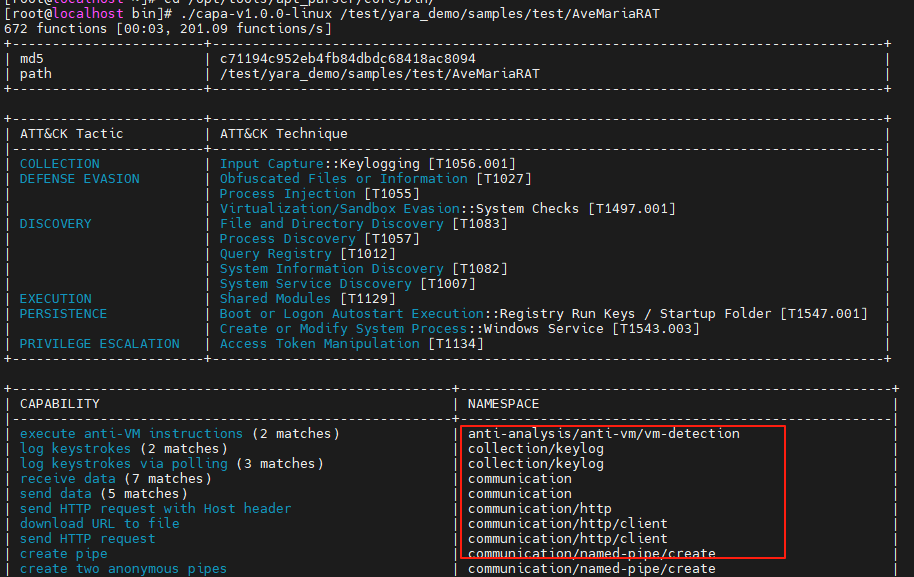 [root@localhost bin]# ./capa-v1.0.0-linux /test/yara_demo/samples/test/AveMariaRAT
672 functions [00:03, 201.09 functions/s]
md5 c71194c952eb4fb84dbdc68418ac8094
path /test/yara_demo/samples/test/AveMariaRAT
ATT&CK Tactic ATT&CK Technique
COLLECTION Input Capture::Keylogging [T1056.001]
DEFENSE EVASION Obfuscated Files or Information [T1027]
Process Injection [T1055]
Virtualization/Sandbox Evasion::System Checks [T1497.001]
DISCOVERY File and Directory Discovery [T1083]
Process Discovery [T1057]
Query Registry [T1012]
System Information Discovery [T1082]
System Service Discovery [T1007]
EXECUTION Shared Modules [T1129]
PERSISTENCE Boot or Logon Autostart Execution::Registry Run Keys / Startup Folder [T1547.001]
Create or Modify System Process::Windows Service [T1543.003]
PRIVILEGE ESCALATION Access Token Manipulation [T1134]
CAPABILITY NAMESPACE
execute anti-VM instructions (2 matches) anti-analysis/anti-vm/vm-detection
log keystrokes (2 matches) collection/keylog
log keystrokes via polling (3 matches) collection/keylog
receive data (7 matches) communication
send data (5 matches) communication
send HTTP request with Host header communication/http
download URL to file communication/http/client
send HTTP request communication/http/client
create pipe communication/named-pipe/create
create two anonymous pipes communication/named-pipe/create